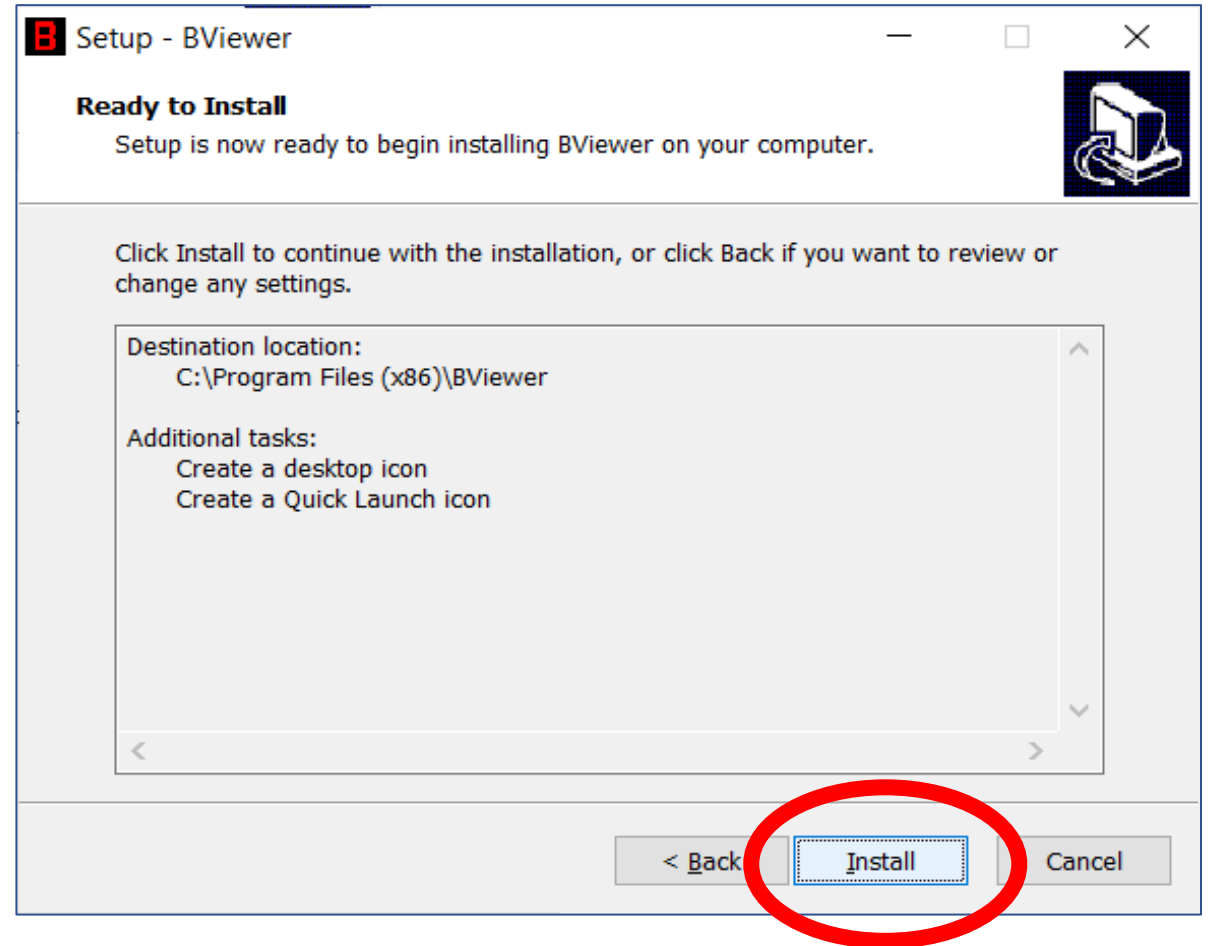 B Setup - BViewer
Ready to Install
Setup is now ready to begin installing BViewer on your computer.
Click Install to continue with the installation, or click Back if you want to review or
change any settings.
Destination location:
C:\Program Files (x86)\BViewer
Additional tasks:
Create a desktop icon
Create a Quick Launch icon
< Back Install Cancel